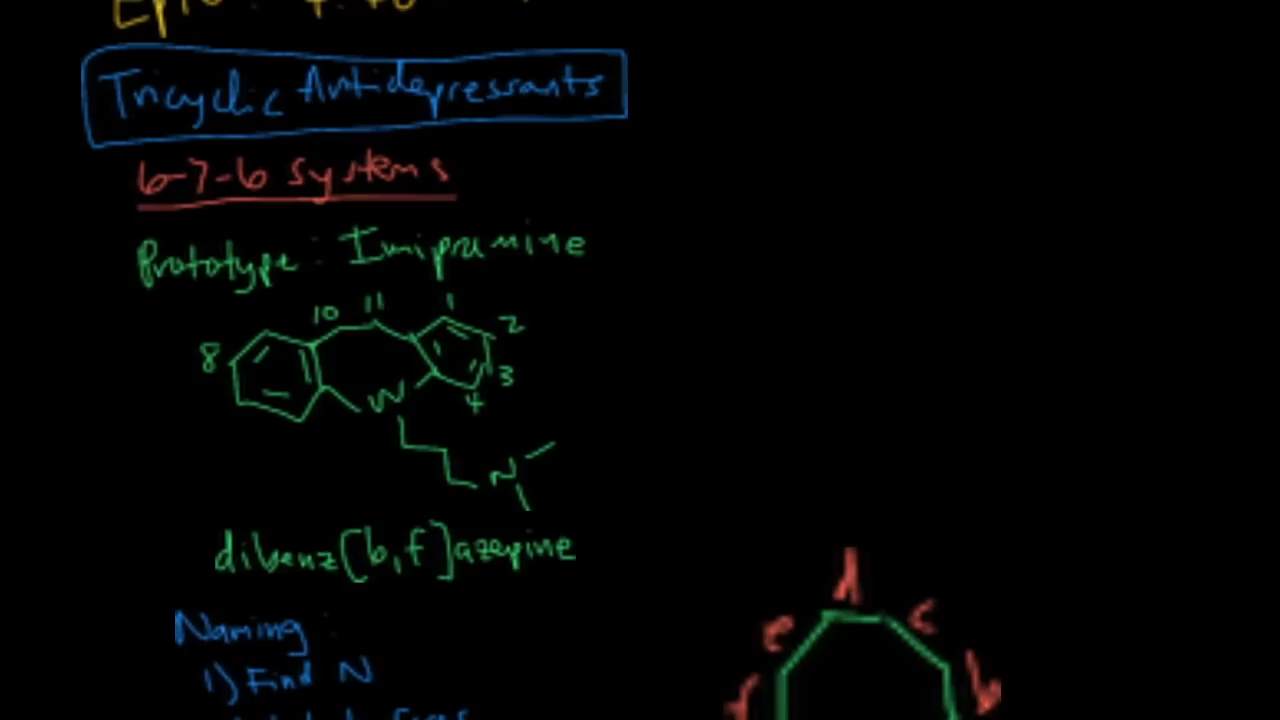 Tricyclic Antidepressants
6-7-6 Systems
Prototype: Imipramine
10 11 1
2
8
3
N 4
N
dibenz[b,f]azepine
Naming:
1) Find N
d
e c
f b